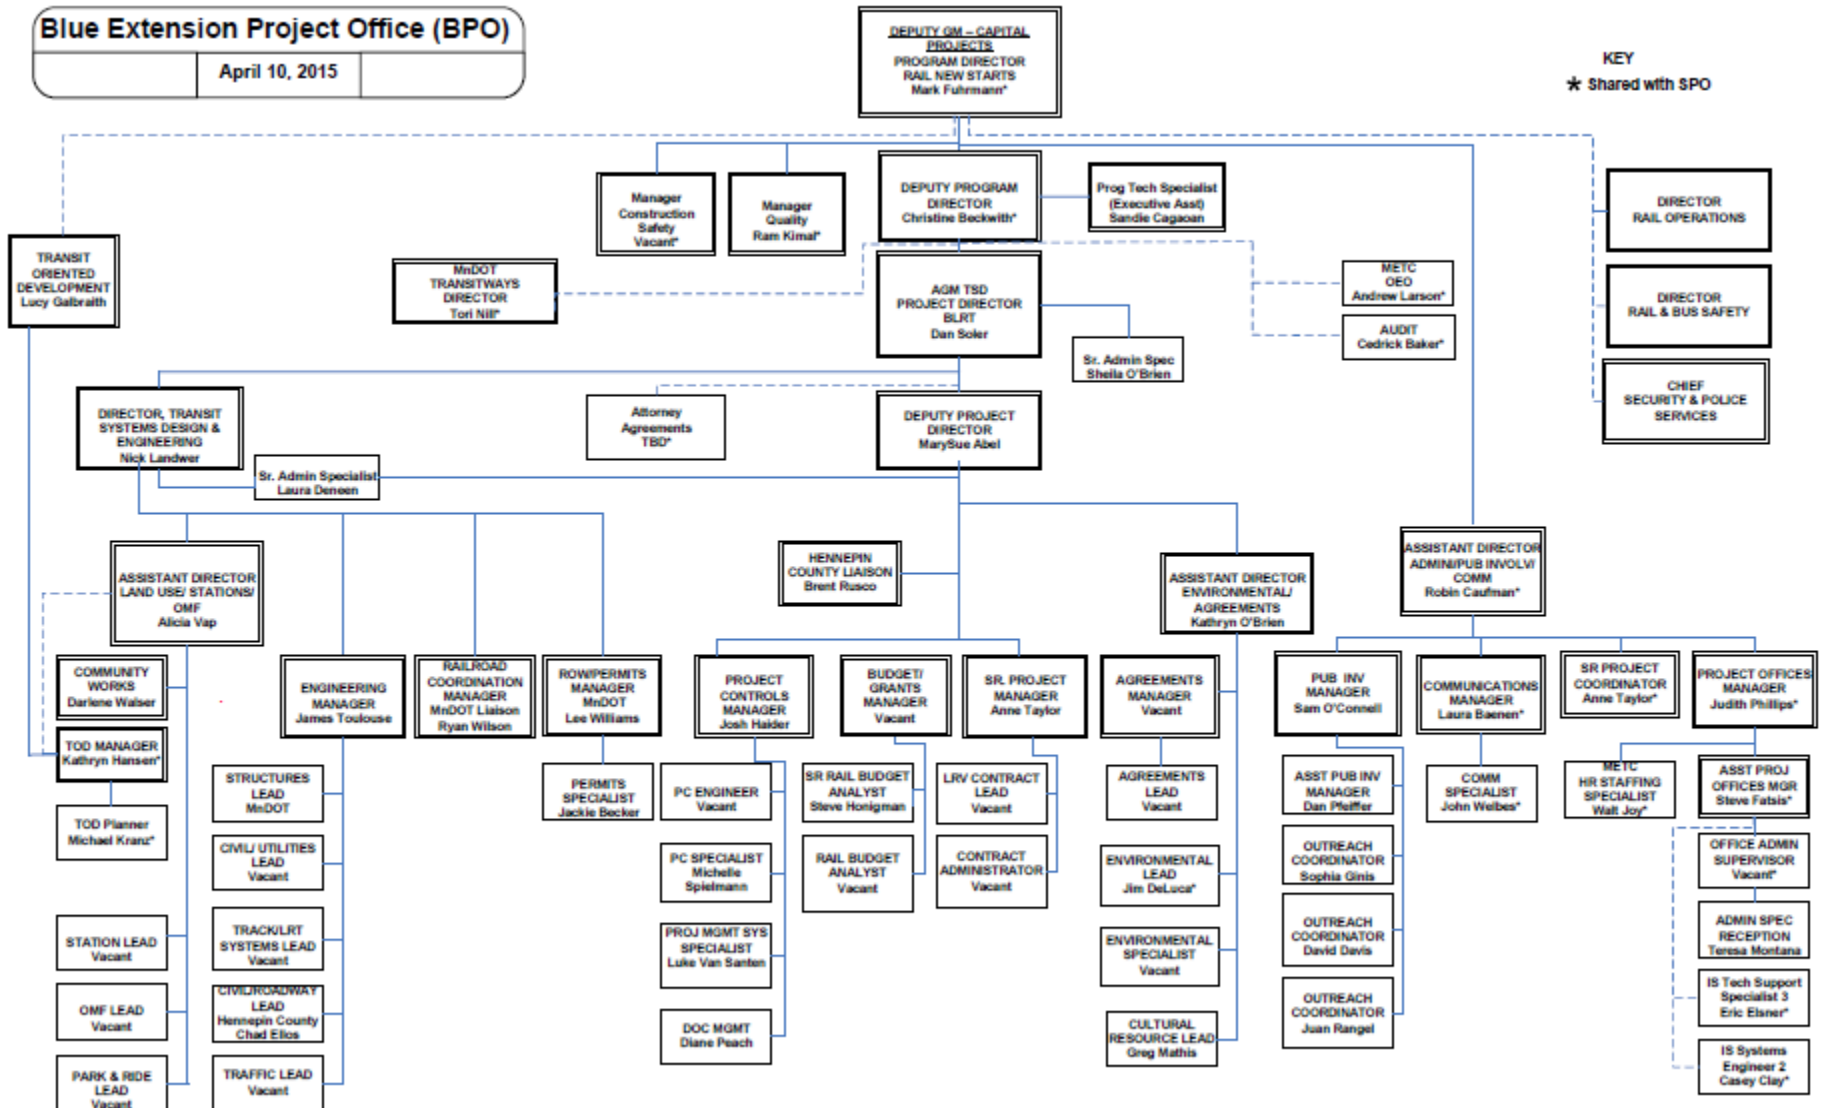 Blue Extension Project Office (BPO)
April 10, 2015
DEPUTY GM – CAPITAL
PROJECTS
PROGRAM DIRECTOR
RAIL NEW STARTS
Mark Fuhrmann*
KEY
* Shared with SPO
Manager
Construction
Safety
Vacant*
Manager
Quality
Ram Kimal*
DEPUTY PROGRAM
DIRECTOR
Christine Beckwith*
Prog Tech Specialist
(Executive Asst)
Sandie Cagaoan
DIRECTOR
RAIL OPERATIONS
TRANSIT
ORIENTED
DEVELOPMENT
Lucy Galbraith
MnDOT
TRANSITWAYS
DIRECTOR
Tori Nill*
AGM TSD
PROJECT DIRECTOR
BLRT
Dan Soler
METC
OEO
Andrew Larson*
AUDIT
Cedrick Baker*
DIRECTOR
RAIL & BUS SAFETY
Sr. Admin Spec
Sheila O'Brien
CHIEF
SECURITY & POLICE
SERVICES
DIRECTOR, TRANSIT
SYSTEMS DESIGN &
ENGINEERING
Nick Landwer
Attorney
Agreements
TBD*
DEPUTY PROJECT
DIRECTOR
MarySue Abel
Sr. Admin Specialist
Laura Deneen
ASSISTANT DIRECTOR
LAND USE/ STATIONS/
OMF
Alicia Vap
HENNEPIN
COUNTY LIAISON
Brent Rusco
ASSISTANT DIRECTOR
ENVIRONMENTAL/
AGREEMENTS
Kathryn O'Brien
ASSISTANT DIRECTOR
ADMIN/PUB INVOLV/
COMM
Robin Caufman*
COMMUNITY
WORKS
Darlene Walser
ENGINEERING
MANAGER
James Toulouse
RAILROAD
COORDINATION
MANAGER
MnDOT Liaison
Ryan Wilson
ROW/PERMITS
MANAGER
MnDOT
Lee Williams
PROJECT
CONTROLS
MANAGER
Josh Haider
BUDGET/
GRANTS
MANAGER
Vacant
SR. PROJECT
MANAGER
Anne Taylor
AGREEMENTS
MANAGER
Vacant
PUB INV
MANAGER
Sam O'Connell
COMMUNICATIONS
MANAGER
Laura Baenen*
SR PROJECT
COORDINATOR
Anne Taylor*
PROJECT OFFICES
MANAGER
Judith Phillips*
TOD MANAGER
Kathryn Hansen*
TOD Planner
Michael Kranz*
STATION LEAD
Vacant
OMF LEAD
Vacant
PARK & RIDE
LEAD
Vacant
STRUCTURES
LEAD
MnDOT
CIVIL/ UTILITIES
LEAD
Vacant
TRACK/LRT
SYSTEMS LEAD
Vacant
CIVIL/ROADWAY
LEAD
Hennepin County
Chad Ellos
TRAFFIC LEAD
Vacant
PERMITS
SPECIALIST
Jackie Becker
PC ENGINEER
Vacant
PC SPECIALIST
Michelle
Spielmann
PROJ MGMT SYS
SPECIALIST
Luke Van Santen
DOC MGMT
Diane Peach
SR RAIL BUDGET
ANALYST
Steve Honigman
RAIL BUDGET
ANALYST
Vacant
LRV CONTRACT
LEAD
Vacant
CONTRACT
ADMINISTRATOR
Vacant
AGREEMENTS
LEAD
Vacant
ENVIRONMENTAL
LEAD
Jim DeLuca*
ENVIRONMENTAL
SPECIALIST
Vacant
CULTURAL
RESOURCE LEAD
Greg Mathis
ASST PUB INV
MANAGER
Dan Pfeiffer
OUTREACH
COORDINATOR
Sophia Ginis
OUTREACH
COORDINATOR
David Davis
OUTREACH
COORDINATOR
Juan Rangel
COMM
SPECIALIST
John Welbes*
METC
HR STAFFING
SPECIALIST
Walt Joy*
ASST PROJ
OFFICES MGR
Steve Fatsis*
OFFICE ADMIN
SUPERVISOR
Vacant*
ADMIN SPEC
RECEPTION
Teresa Montana
IS Tech Support
Specialist 3
Eric Elsner*
IS Systems
Engineer 2
Casey Clay*